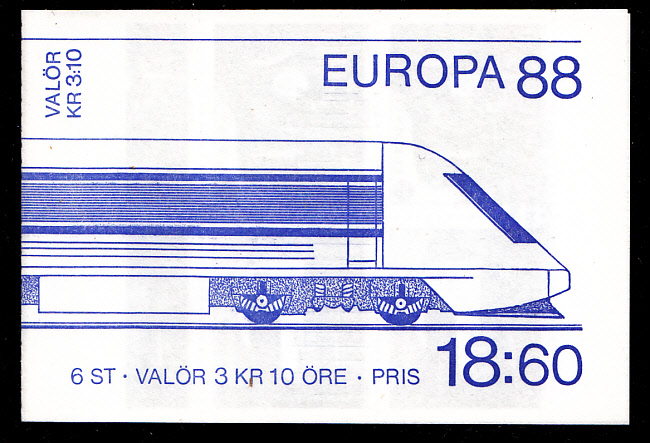 VALÖR
KR 3:10
EUROPA 88
6 ST · VALÖR 3 KR 10 ÖRE · PRIS 18:60